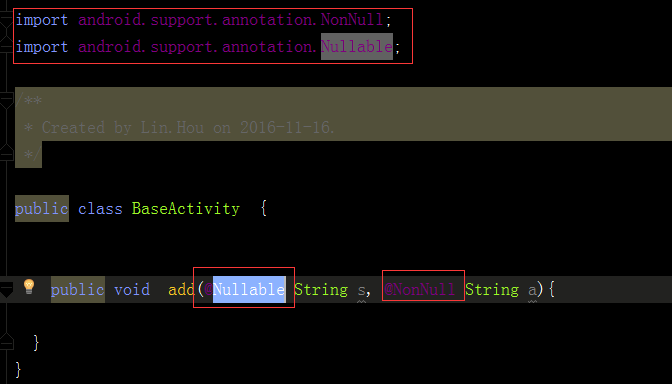 import android.support.annotation.NonNull;
import android.support.annotation.Nullable;
/**
* Created by Lin.Hou on 2016-11-16.
*/
public class BaseActivity {
public void add(@Nullable String s, @NonNull String a){
}
}